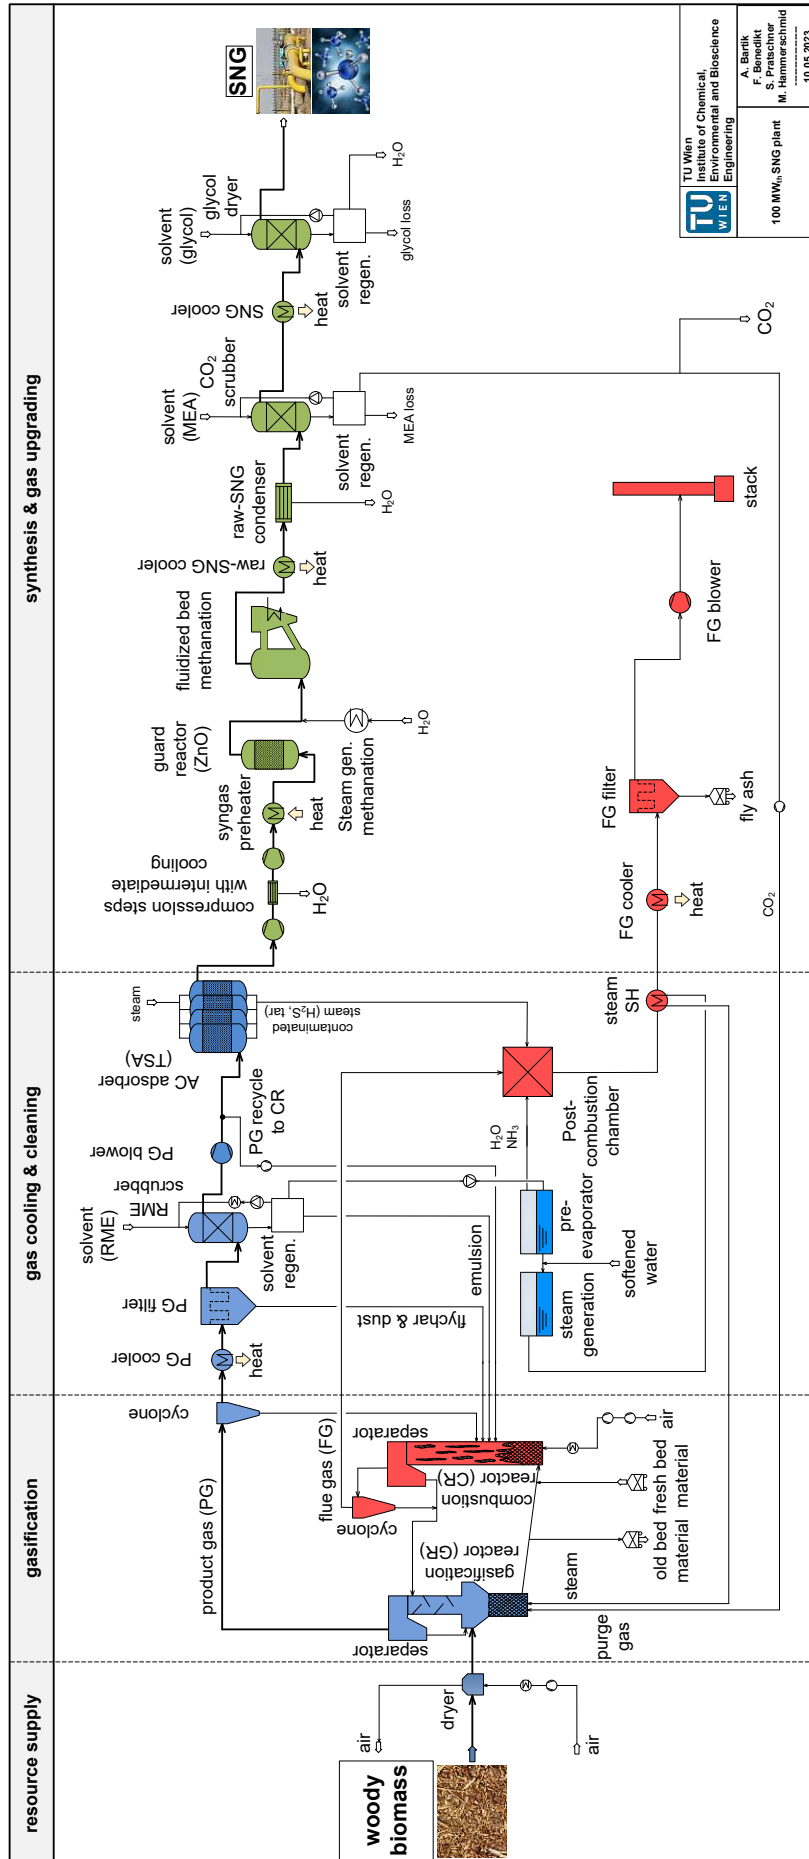 resource supply
gasification
gas cooling & cleaning
synthesis & gas upgrading
woody
biomass
air
dryer
air
product gas (PG)
separator
gasification
reactor (GR)
purge
gas
steam
flue gas (FG)
cyclone
separator
combustion
reactor (CR)
old bed
material
fresh bed
material
air
cyclone
PG cooler
heat
PG filter
flychar & dust
solvent
(RME)
RME
scrubber
solvent
regen.
emulsion
PG blower
PG recycle
to CR
AC adsorber
(TSA)
steam
contaminated
steam (H₂S, tar)
steam
generation
pre-
evaporator
softened
water
H₂O
NH₃
Post-
combustion
chamber
steam
SH
compression steps
with intermediate
cooling
H₂O
syngas
preheater
heat
guard
reactor
(ZnO)
Steam gen.
methanation
H₂O
fluidized bed
methanation
raw-SNG cooler
heat
raw-SNG
condenser
H₂O
solvent
(MEA)
CO₂
scrubber
solvent
regen.
MEA loss
SNG cooler
heat
solvent
(glycol)
glycol
dryer
solvent
regen.
glycol loss
H₂O
SNG
FG cooler
heat
FG filter
fly ash
FG blower
stack
CO₂
CO₂
TU
WIEN
TU Wien
Institute of Chemical,
Environmental and Bioscience
Engineering
100 MWth SNG plant
A. Bartik
F. Benedikt
S. Pratschner
M. Hammerschmid
----------
10.05.2023